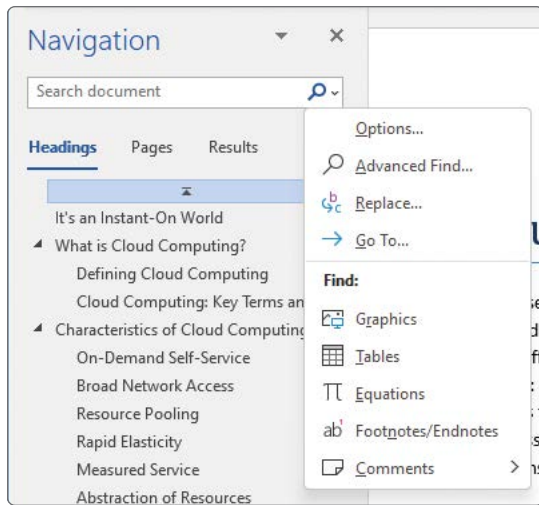 Navigation
Search document
Headings Pages Results
It's an Instant-On World
What is Cloud Computing?
Defining Cloud Computing
Cloud Computing: Key Terms an
Characteristics of Cloud Computing
On-Demand Self-Service
Broad Network Access
Resource Pooling
Rapid Elasticity
Measured Service
Abstraction of Resources
Options...
Advanced Find...
Replace...
Go To...
Find:
Graphics
Tables
Equations
Footnotes/Endnotes
Comments